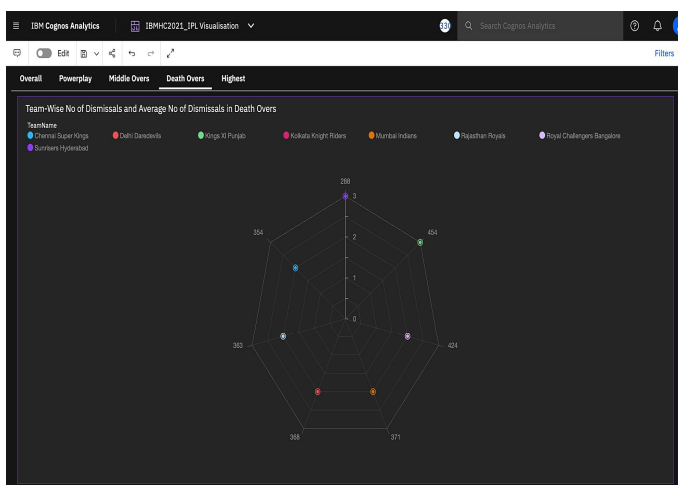 IBM Cognos Analytics
IBMHC2021_IPL Visualisation
Search Cognos Analytics
Edit
Filters
Overall Powerplay Middle Overs Death Overs Highest
Team-Wise No of Dismissals and Average No of Dismissals in Death Overs
TeamName
Chennai Super Kings Delhi Daredevils Kings XI Punjab Kolkata Knight Riders Mumbai Indians Rajasthan Royals Royal Challengers Bangalore
Sunrisers Hyderabad
288
3
354
454
2
1
0
363
424
368
371